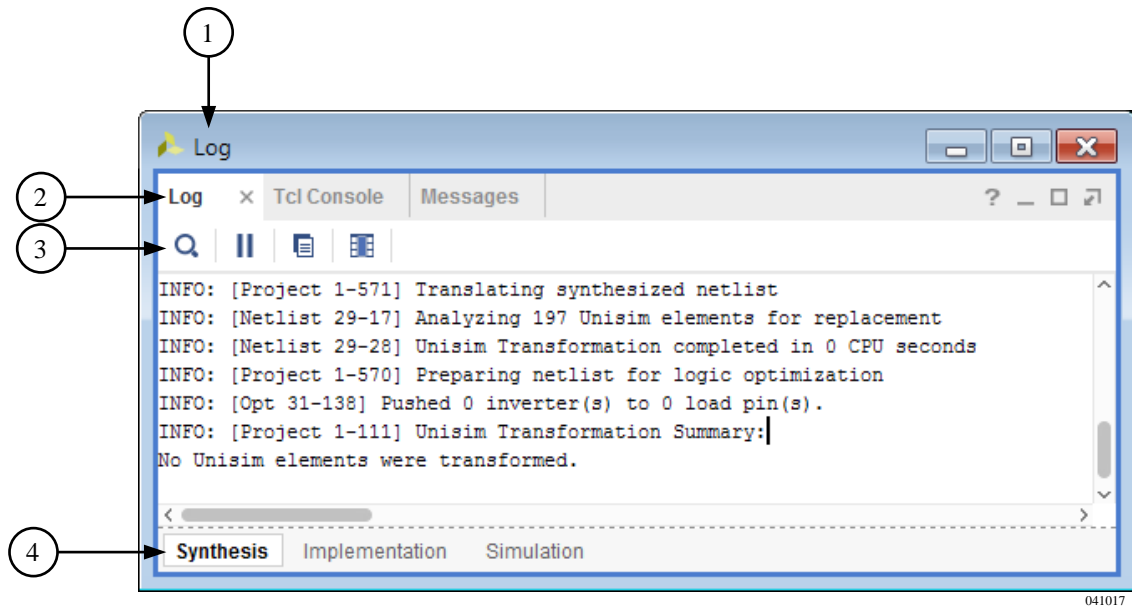 1
Log
2
Log Tcl Console Messages ?
3
INFO: [Project 1-571] Translating synthesized netlist
INFO: [Netlist 29-17] Analyzing 197 Unisim elements for replacement
INFO: [Netlist 29-28] Unisim Transformation completed in 0 CPU seconds
INFO: [Project 1-570] Preparing netlist for logic optimization
INFO: [Opt 31-138] Pushed 0 inverter(s) to 0 load pin(s).
INFO: [Project 1-111] Unisim Transformation Summary:
No Unisim elements were transformed.
4
Synthesis Implementation Simulation
041017